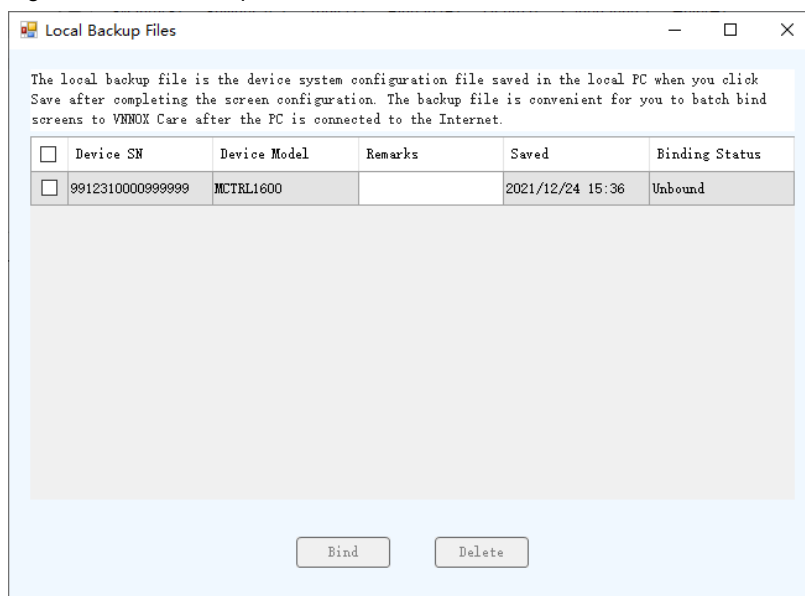 Local Backup Files
The local backup file is the device system configuration file saved in the local PC when you click
Save after completing the screen configuration. The backup file is convenient for you to batch bind
screens to VNNOX Care after the PC is connected to the Internet.
Device SN Device Model Remarks Saved Binding Status
9912310000999999 MCTRL1600 2021/12/24 15:36 Unbound
Bind Delete